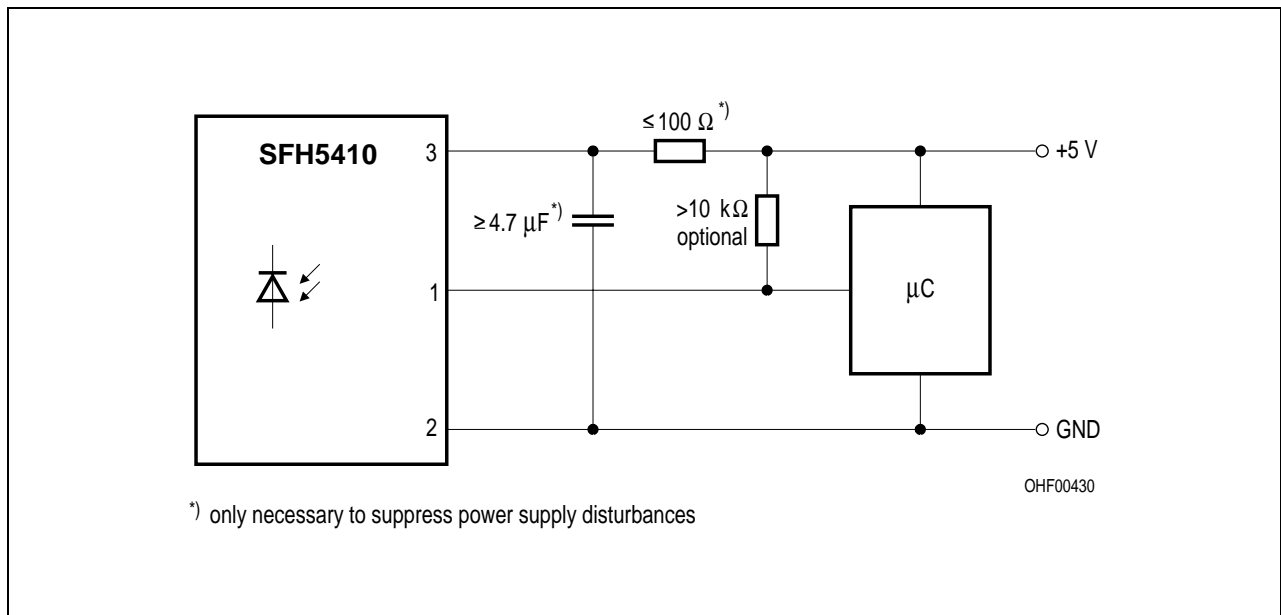 ≤100 Ω *)
SFH5410
3
+5 V
≥4.7 μF*)
>10 kΩ
optional
1
μC
2
GND
OHF00430
*) only necessary to suppress power supply disturbances